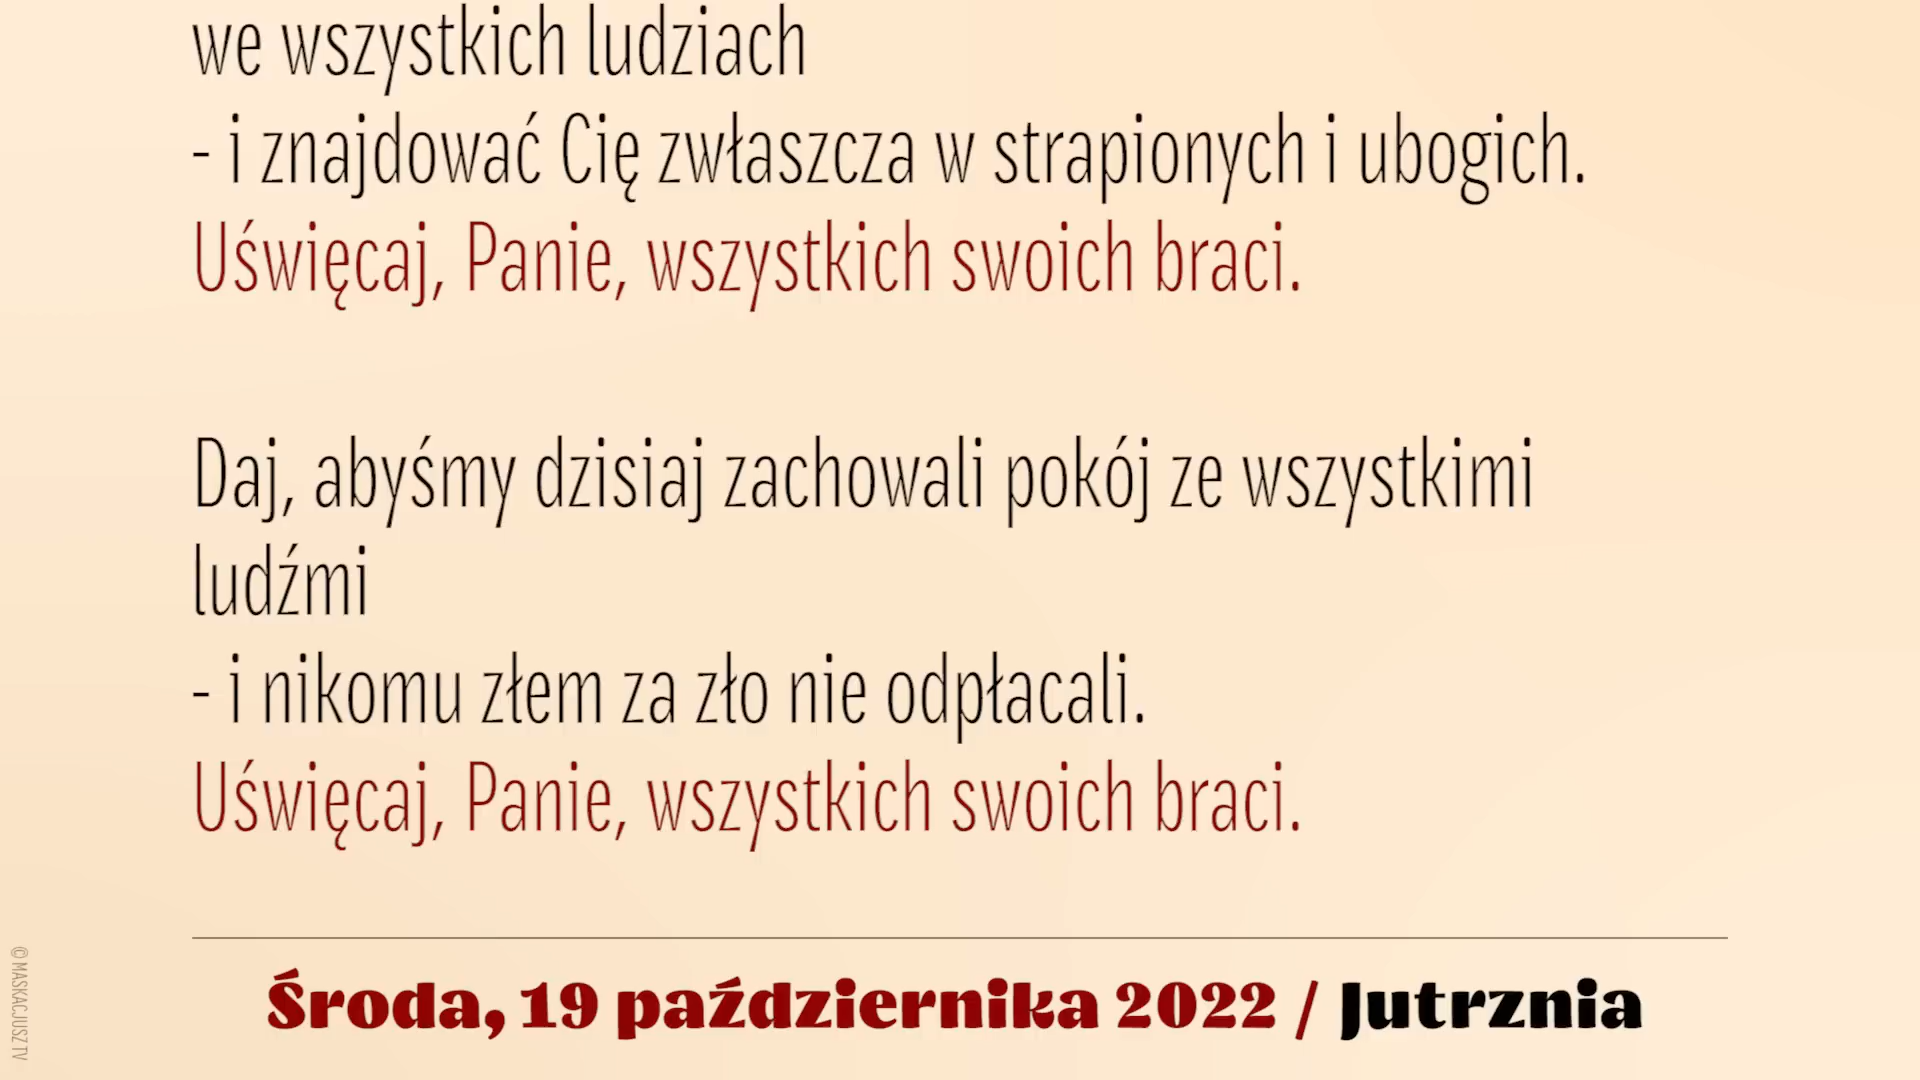 we wszystkich ludziach
- i znajdować Cię zwłaszcza w strapionych i ubogich.
Uświęcaj, Panie, wszystkich swoich braci.
Daj, abyśmy dzisiaj zachowali pokój ze wszystkimi
ludźmi
- i nikomu złem za zło nie odpłacali.
Uświęcaj, Panie, wszystkich swoich braci.
Środa, 19 października 2022 / Jutrznia
© MASKACJUSZ TV